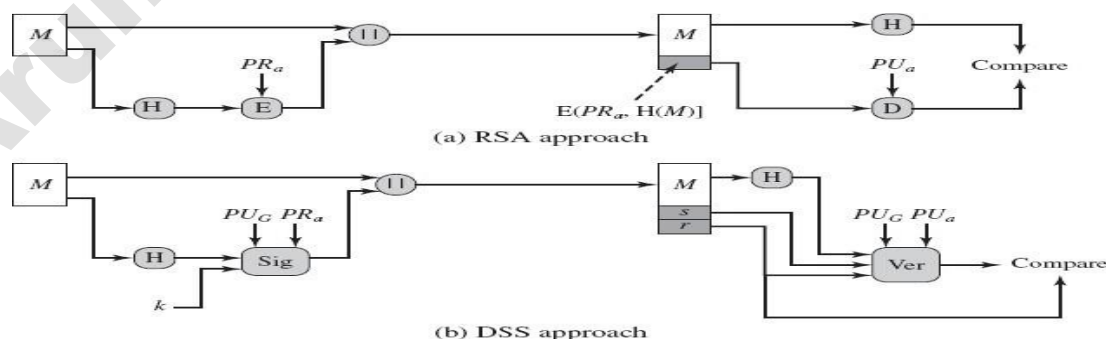 M
||
PRa
H
E
M
H
PUa
D
Compare
E(PRa, H(M)]
(a) RSA approach
M
||
PUG PRa
H
Sig
k
M
s
r
H
PUG PUa
Ver
Compare
(b) DSS approach